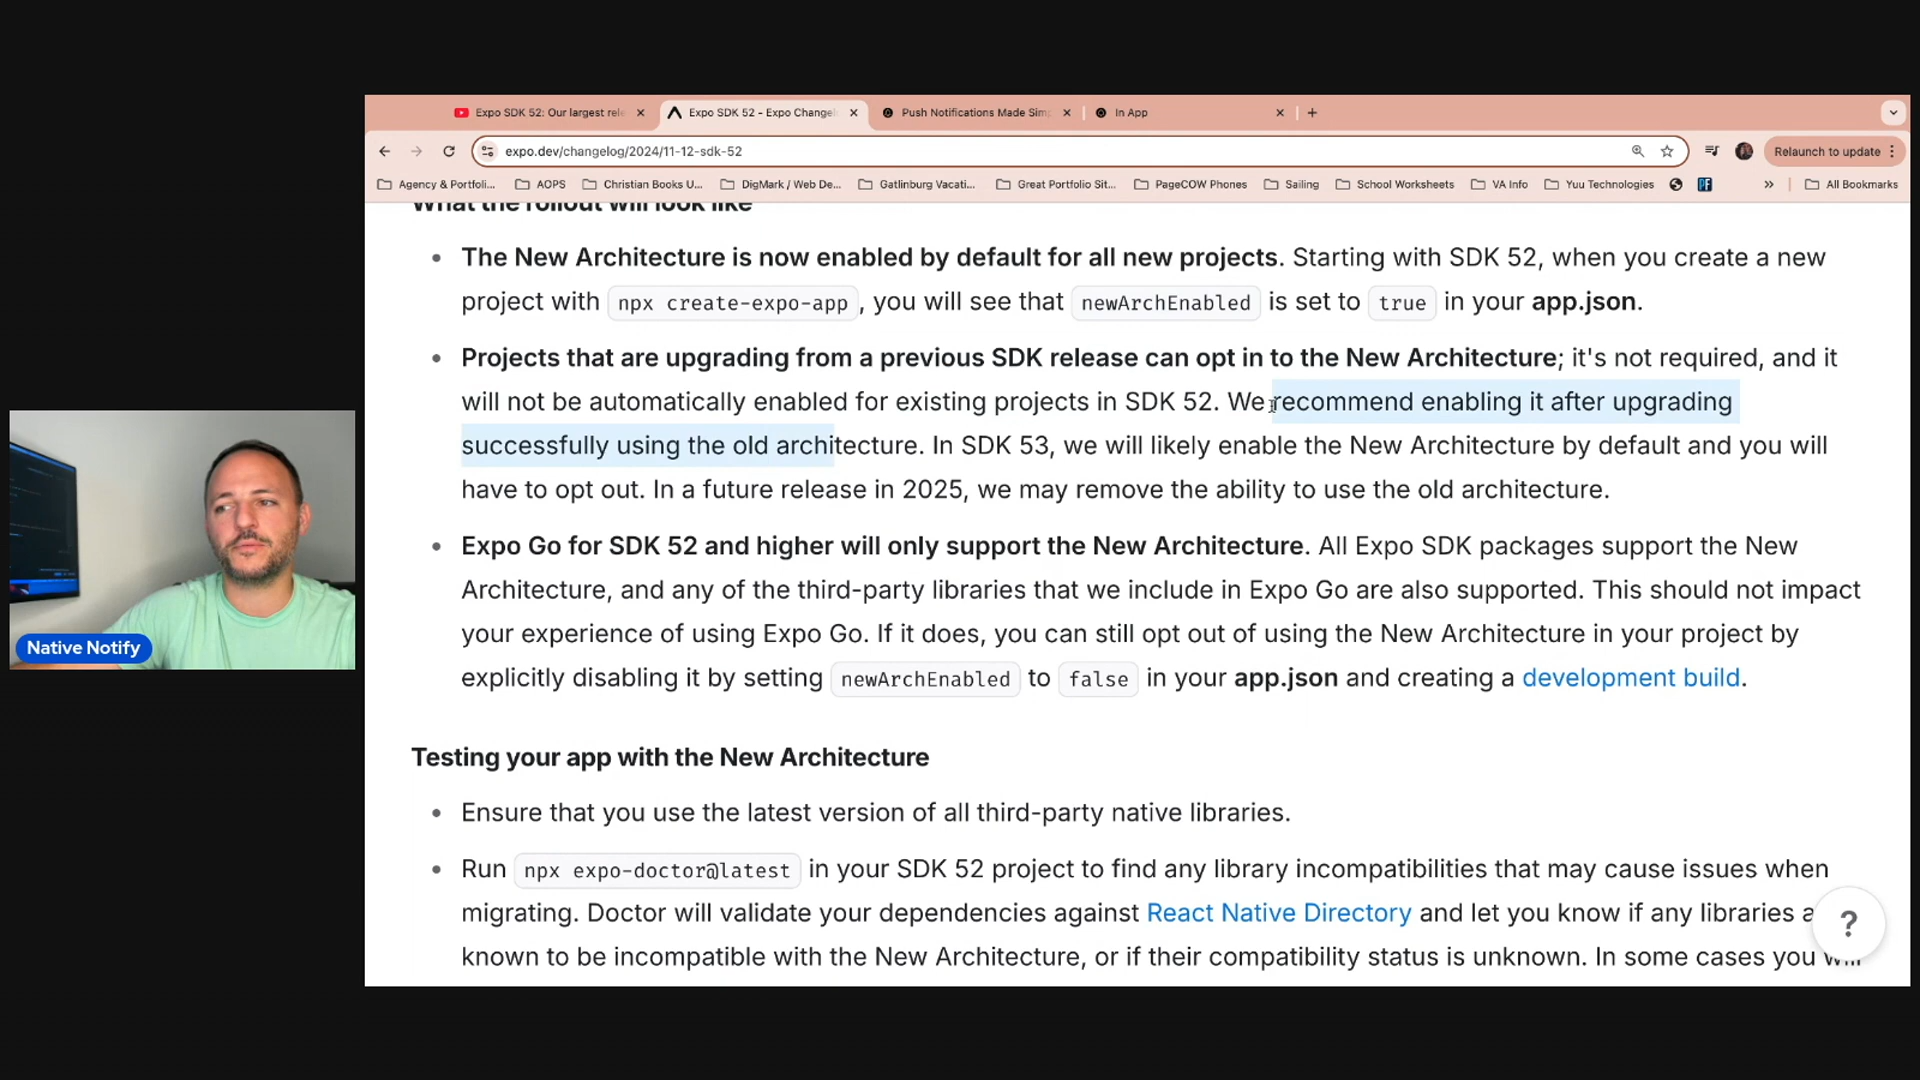 Expo SDK 52: Our largest rele
Expo SDK 52 - Expo Changel
Push Notifications Made Sim
In App
expo.dev/changelog/2024/11-12-sdk-52
Relaunch to update
Agency & Portfoli...
AOPS
Christian Books U...
DigMark / Web De...
Gatlinburg Vacati...
Great Portfolio Sit...
PageCOW Phones
Sailing
School Worksheets
VA Info
Yuu Technologies
All Bookmarks
What the rollout will look like
The New Architecture is now enabled by default for all new projects. Starting with SDK 52, when you create a new
project with npx create-expo-app, you will see that newArchEnabled is set to true in your app.json.
Projects that are upgrading from a previous SDK release can opt in to the New Architecture; it's not required, and it
will not be automatically enabled for existing projects in SDK 52. We recommend enabling it after upgrading
successfully using the old architecture. In SDK 53, we will likely enable the New Architecture by default and you will
have to opt out. In a future release in 2025, we may remove the ability to use the old architecture.
Expo Go for SDK 52 and higher will only support the New Architecture. All Expo SDK packages support the New
Architecture, and any of the third-party libraries that we include in Expo Go are also supported. This should not impact
your experience of using Expo Go. If it does, you can still opt out of using the New Architecture in your project by
explicitly disabling it by setting newArchEnabled to false in your app.json and creating a development build.
Native Notify
Testing your app with the New Architecture
Ensure that you use the latest version of all third-party native libraries.
Run npx expo-doctor@latest in your SDK 52 project to find any library incompatibilities that may cause issues when
migrating. Doctor will validate your dependencies against React Native Directory and let you know if any libraries a
?
known to be incompatible with the New Architecture, or if their compatibility status is unknown. In some cases you will